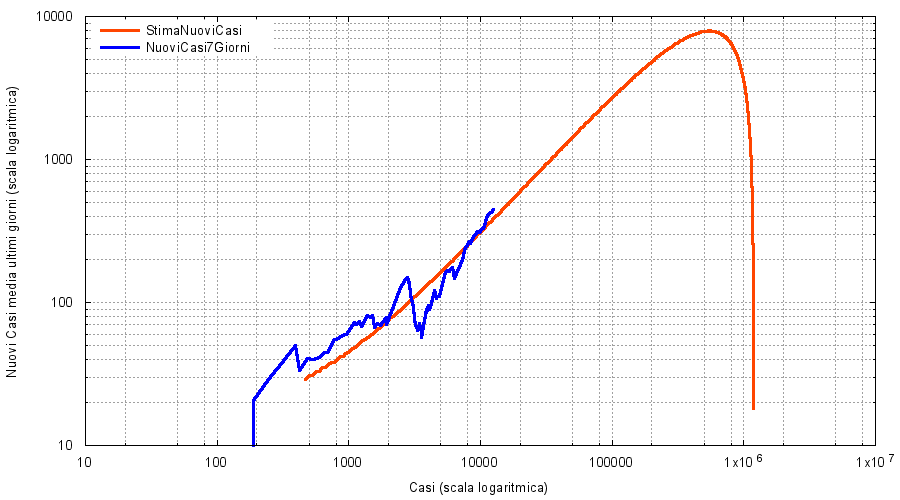 10000
StimaNuoviCasi
NuoviCasi7Giorni
Nuovi Casi media ultimi giorni (scala logaritmica)
1000
100
10
10 100 1000 10000 100000 1x10^6 1x10^7
Casi (scala logaritmica)